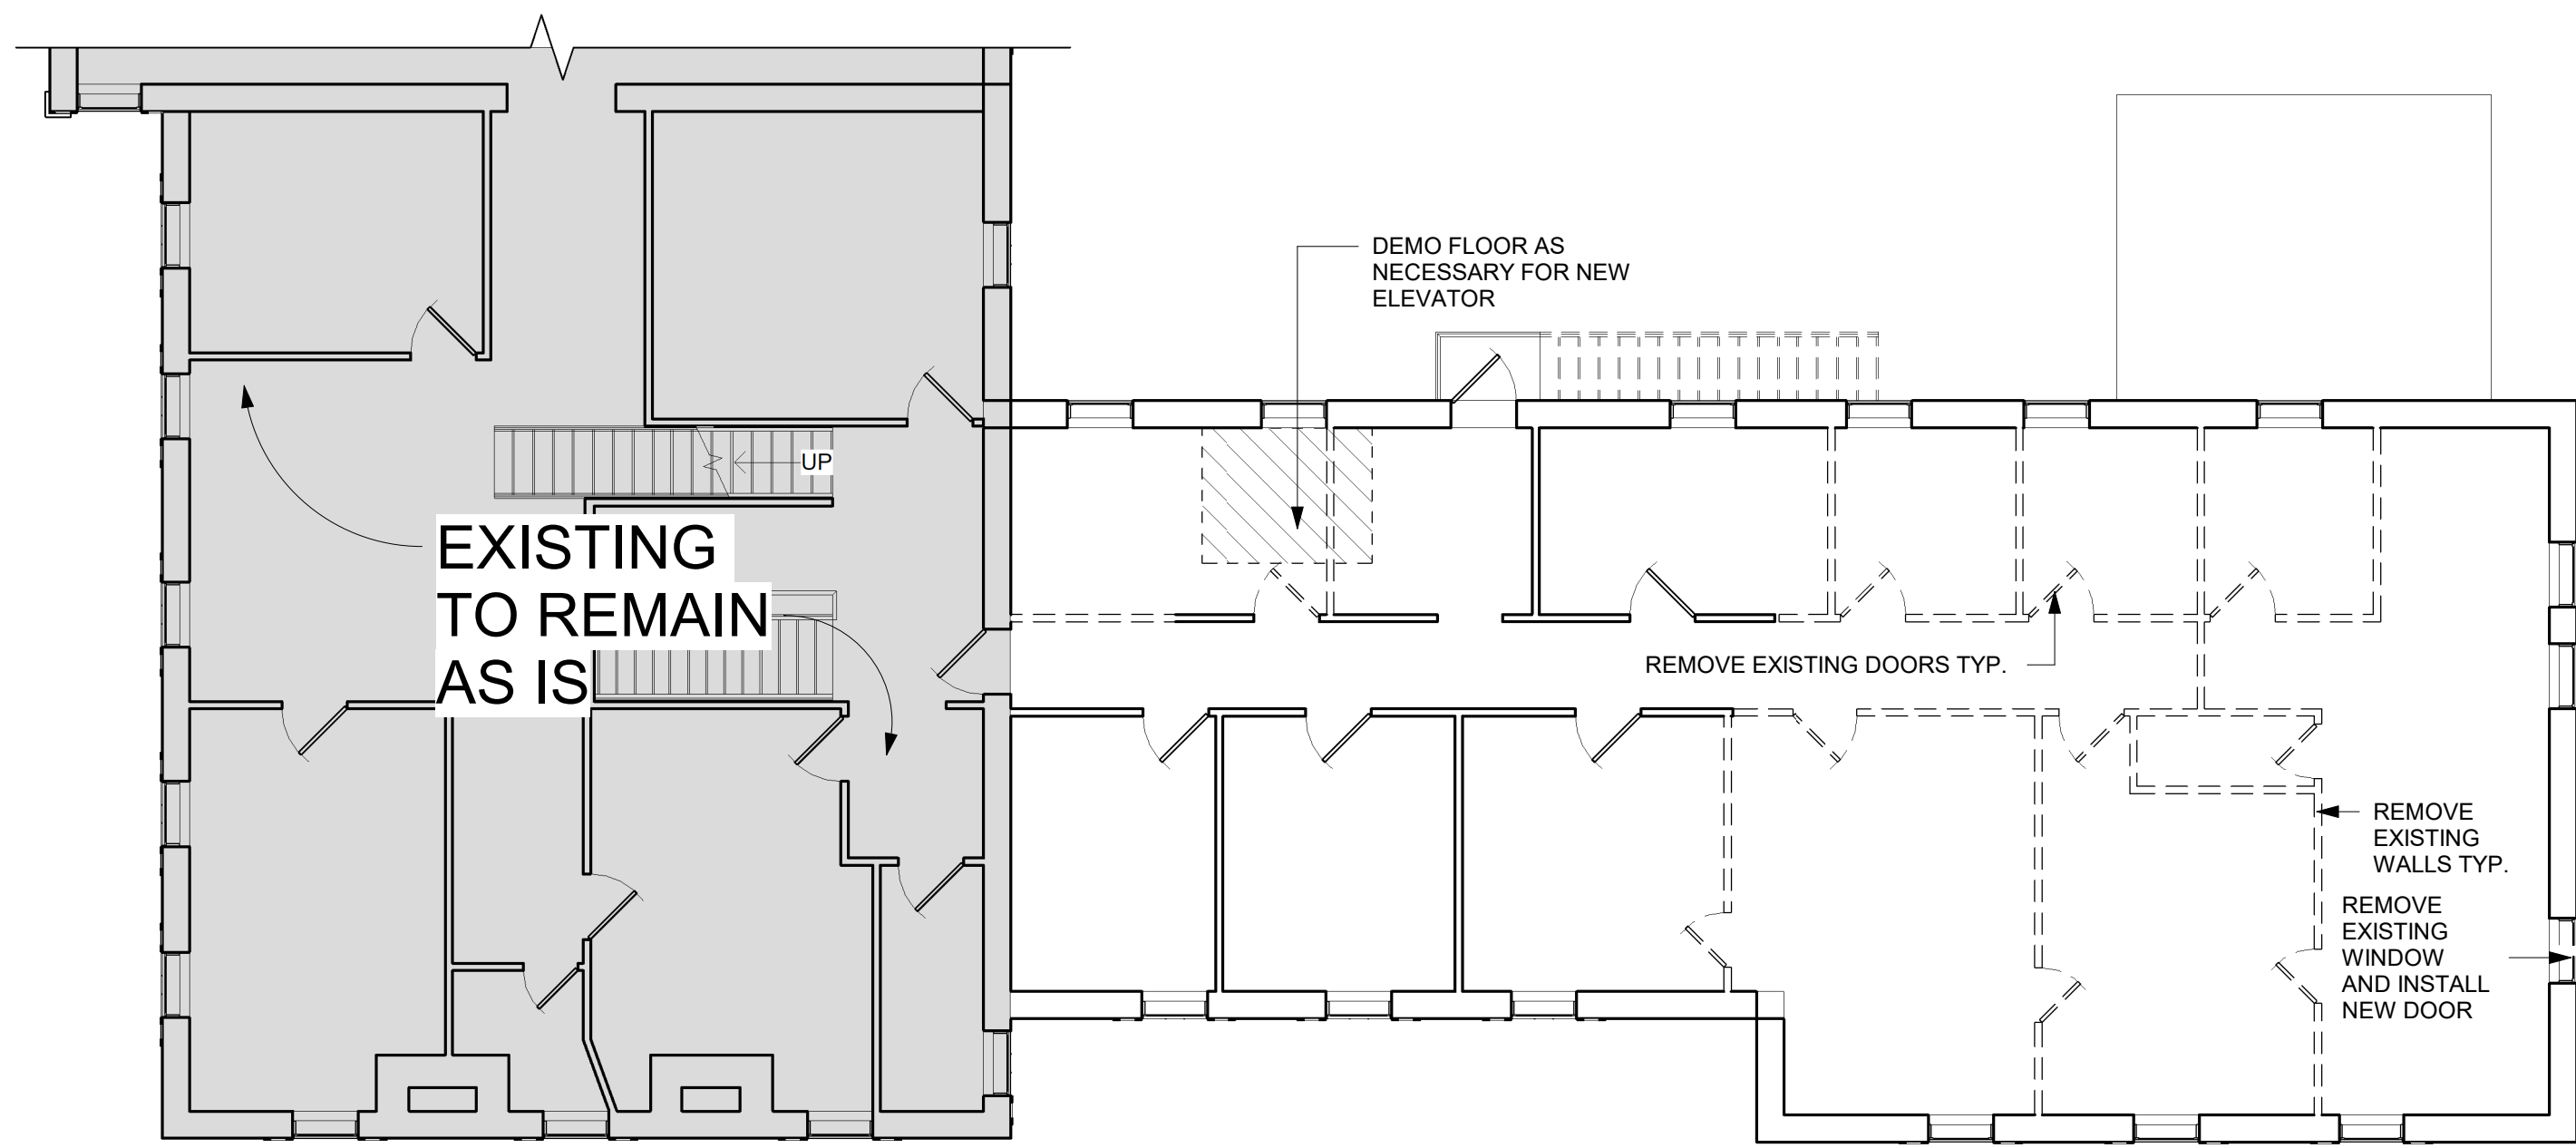 DEMO FLOOR AS
NECESSARY FOR NEW
ELEVATOR
UP
EXISTING
TO REMAIN
AS IS
REMOVE EXISTING DOORS TYP.
REMOVE
EXISTING
WALLS TYP.
REMOVE
EXISTING
WINDOW
AND INSTALL
NEW DOOR